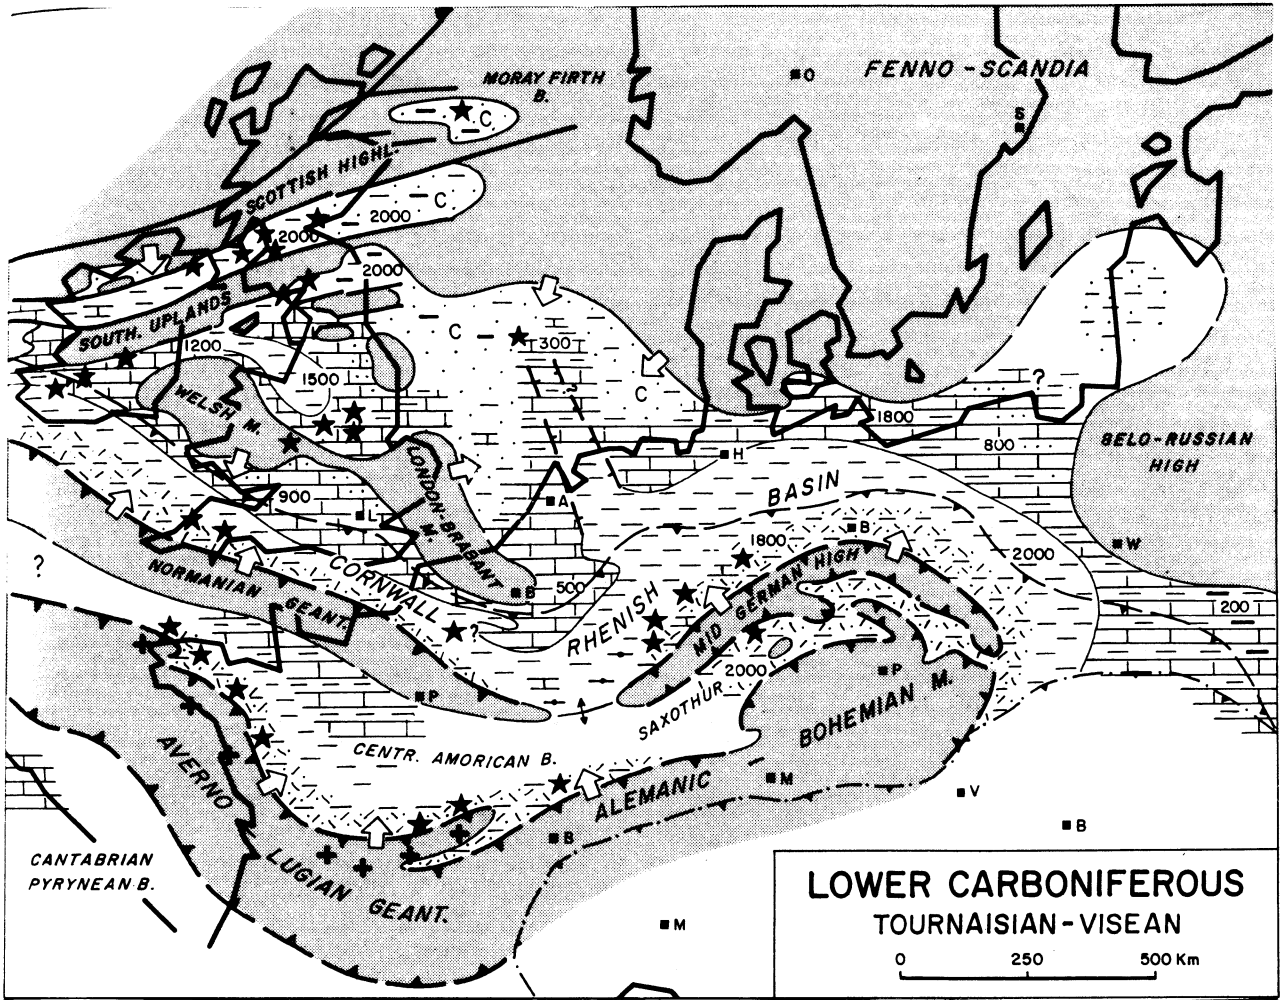 MORAY FIRTH
B.
O
FENNO-SCANDIA
S
C
SCOTTISH HIGHL.
C
2000
2000
2000
SOUTH. UPLANDS
1200
C
300
1500
C
?
?
WELSH M.
1800
800
BELO-RUSSIAN
HIGH
H
LONDON-BRABANT
M.
900
L
A
BASIN
B
1800
2000
W
?
NORMANIAN GEANT.
CORNWALL
?
B
500
RHENISH
MID GERMAN HIGH
200
P
2000
SAXOTHUR
P
BOHEMIAN M.
CENTR. AMORICAN B.
AVERNO
ALEMANIC
M
V
B
B
CANTABRIAN
PYRYNEAN B.
LUGIAN GEANT.
M
LOWER CARBONIFEROUS
TOURNAISIAN-VISEAN
0 250 500 Km